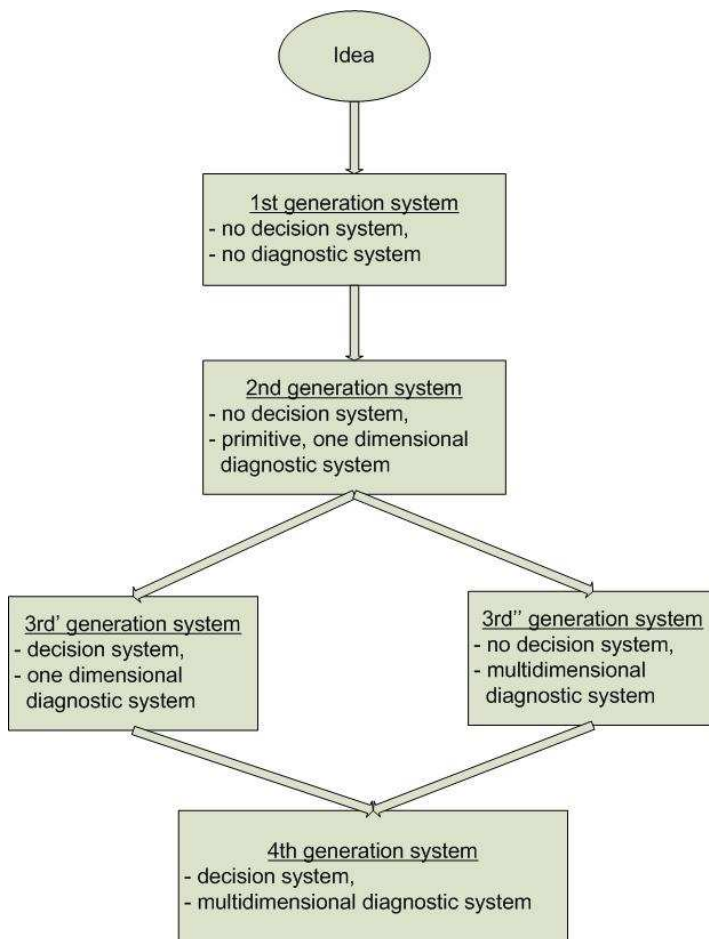 Idea
1st generation system
- no decision system,
- no diagnostic system
2nd generation system
- no decision system,
- primitive, one dimensional
diagnostic system
3rd' generation system
- decision system,
- one dimensional
diagnostic system
3rd'' generation system
- no decision system,
- multidimensional
diagnostic system
4th generation system
- decision system,
- multidimensional diagnostic system